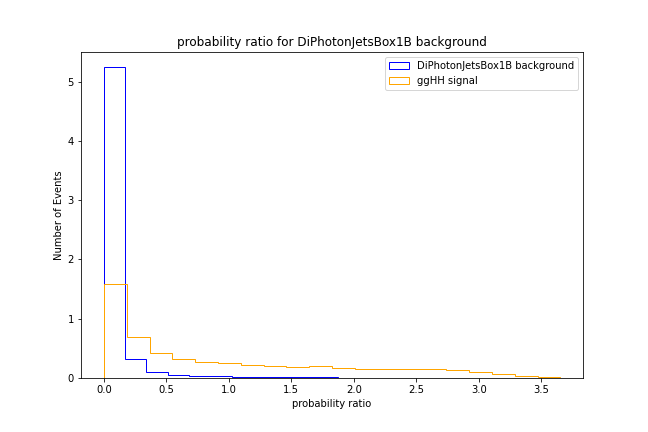 probability ratio for DiPhotonJetsBox1B background
DiPhotonJetsBox1B background
ggHH signal
Number of Events
5
4
3
2
1
0
0.0 0.5 1.0 1.5 2.0 2.5 3.0 3.5
probability ratio